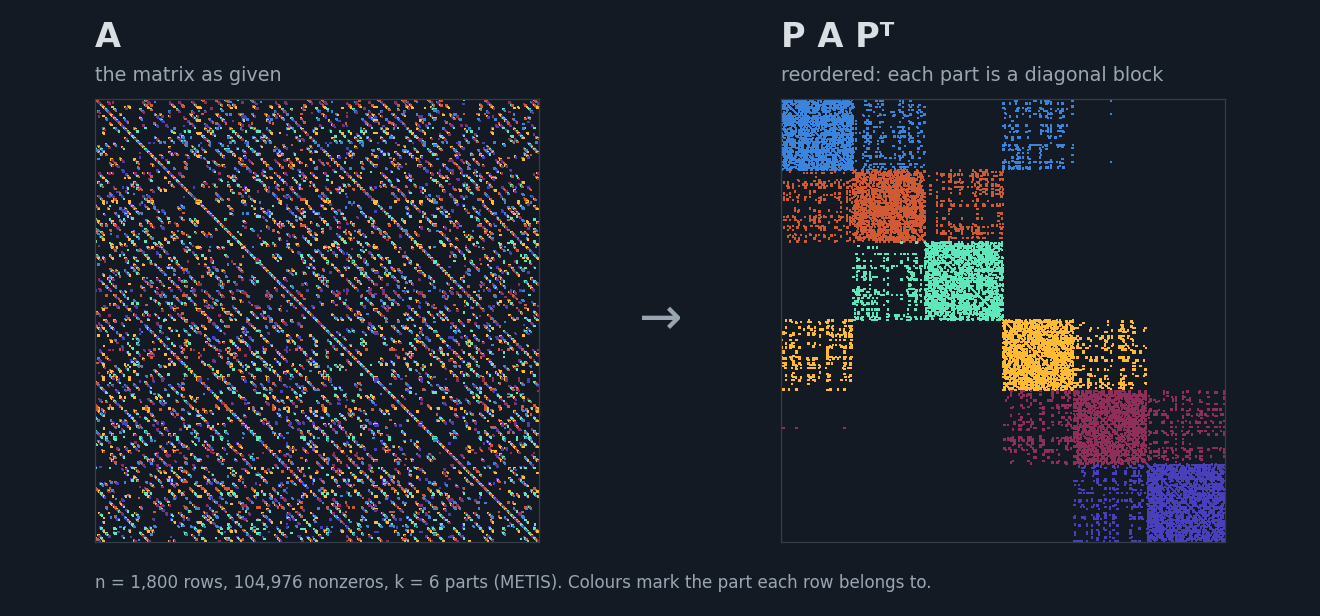 A
the matrix as given
P A Pᵀ
reordered: each part is a diagonal block
→
n = 1,800 rows, 104,976 nonzeros, k = 6 parts (METIS). Colours mark the part each row belongs to.